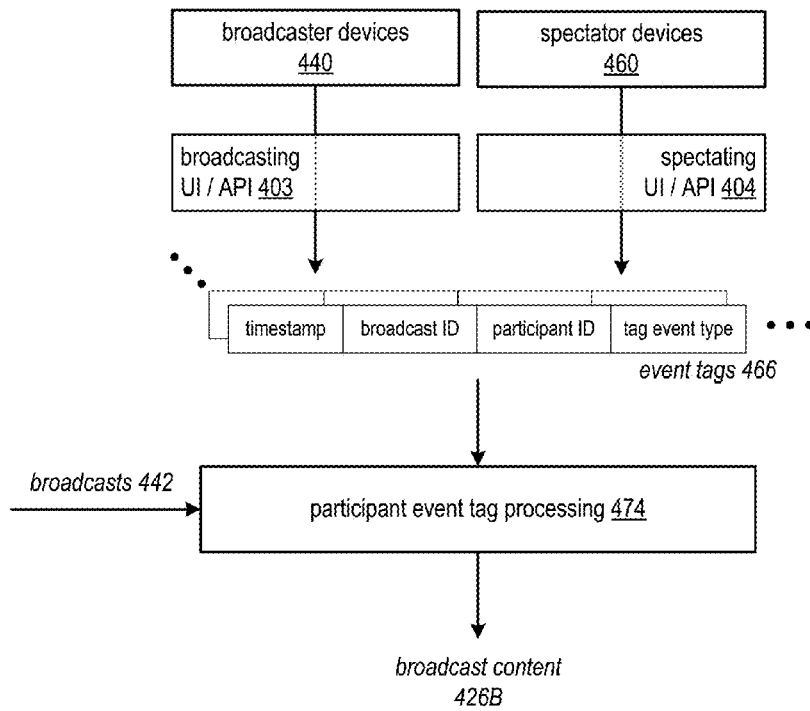 broadcaster devices
440
spectator devices
460
broadcasting
UI / API 403
spectating
UI / API 404
timestamp
broadcast ID
participant ID
tag event type
event tags 466
broadcasts 442
participant event tag processing 474
broadcast content
426B